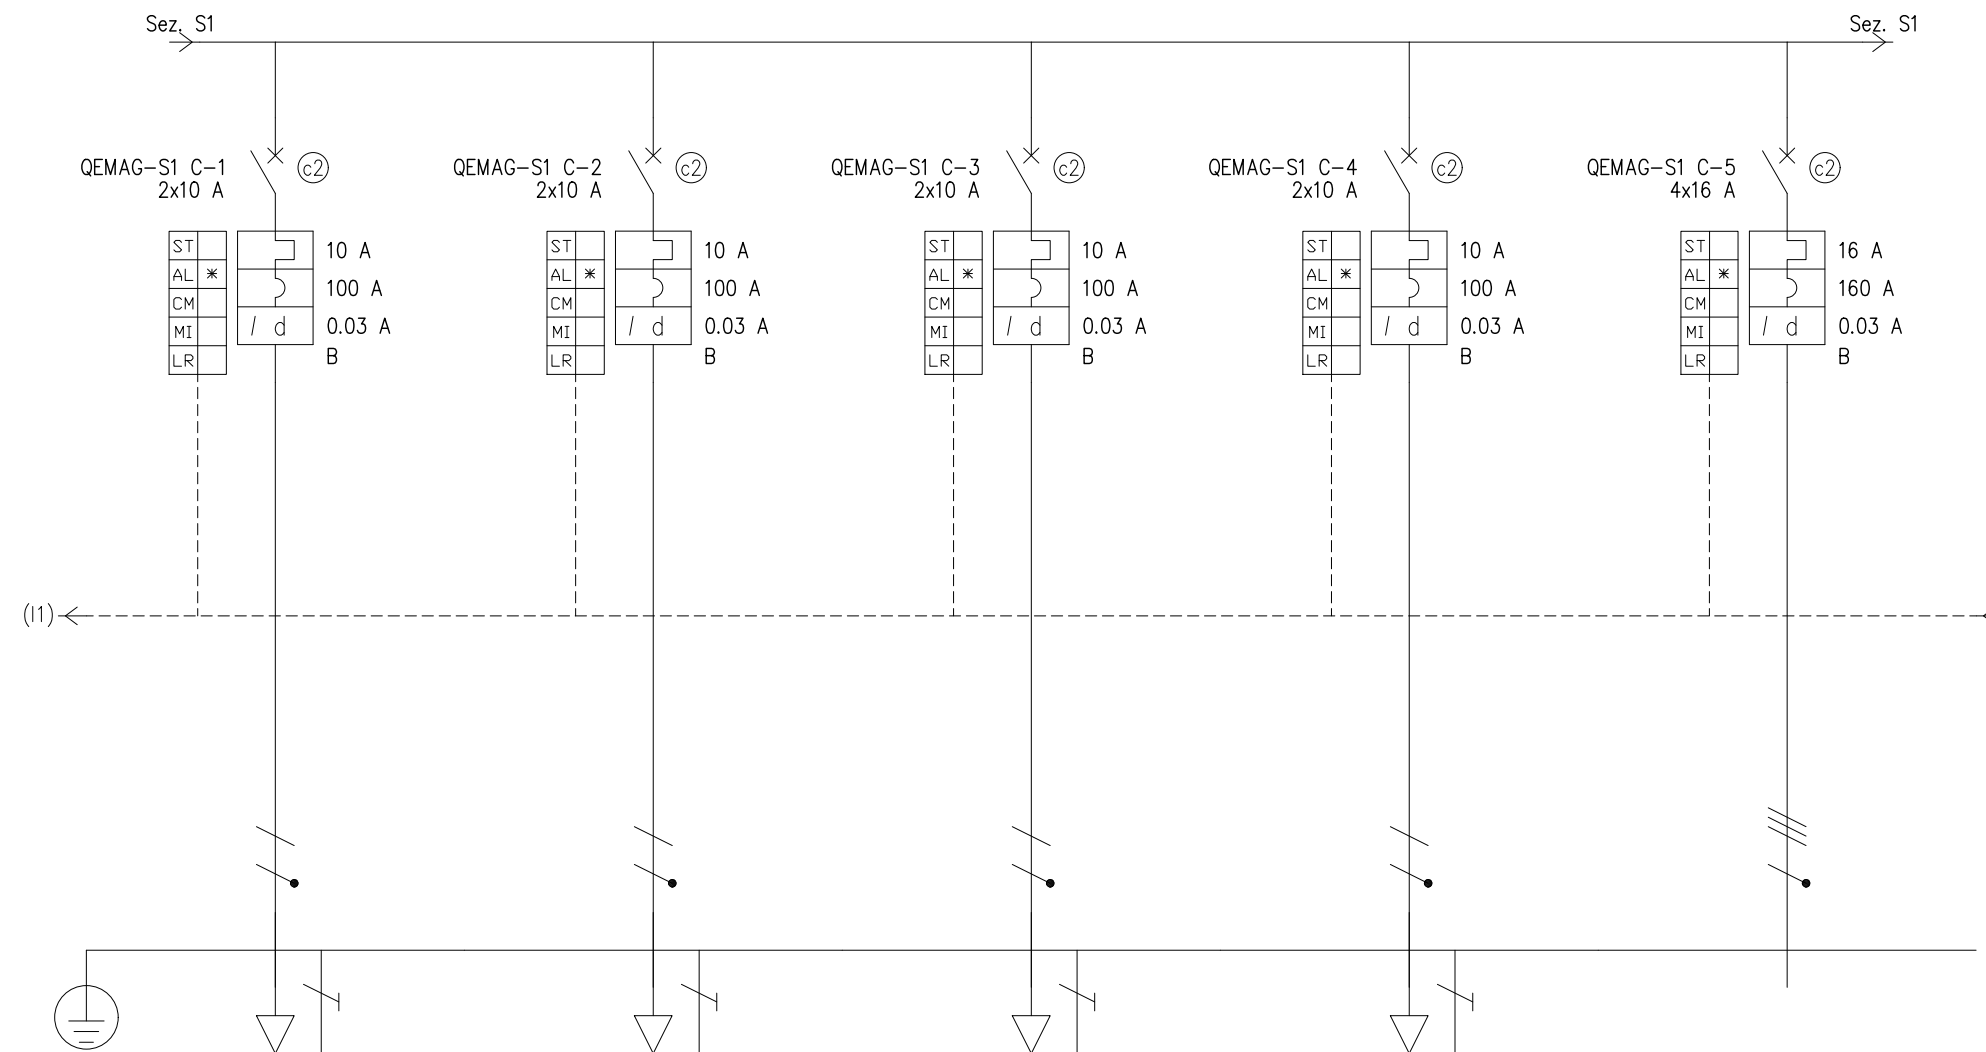 Sez. S1 Sez. S1
QEMAG-S1 C-1 c2 QEMAG-S1 C-2 c2 QEMAG-S1 C-3 c2 QEMAG-S1 C-4 c2 QEMAG-S1 C-5 c2
2x10 A 2x10 A 2x10 A 2x10 A 4x16 A
ST 10 A ST 10 A ST 10 A ST 10 A ST 16 A
AL * 100 A AL * 100 A AL * 100 A AL * 100 A AL * 160 A
CM CM CM CM CM
MI I d 0.03 A MI I d 0.03 A MI I d 0.03 A MI I d 0.03 A MI I d 0.03 A
LR B LR B LR B LR B LR B
(I1)